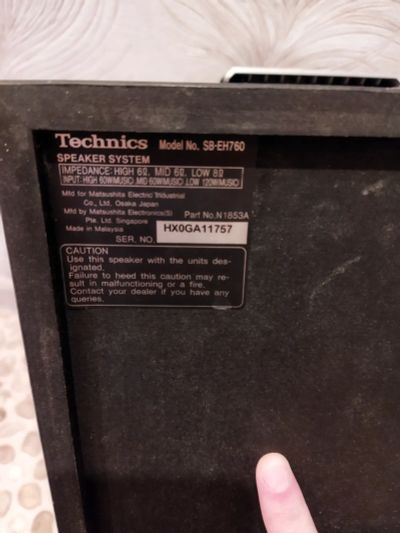 Technics Model No. SB-EH760
SPEAKER SYSTEM
IMPEDANCE: HIGH 6Ω, MID 6Ω, LOW 8Ω
INPUT: HIGH 60W(MUSIC), MID 60W(MUSIC), LOW 120W(MUSIC)
Mfd for Matsushita Electric Industrial
Co., Ltd, Osaka Japan
Mfd by Matsushita Electronics(S) Part No.N1853A
Pte. Ltd. Singapore
Made in Malaysia
SER. NO. HX0GA11757
CAUTION
Use this speaker with the units des-
ignated.
Failure to heed this caution may re-
sult in malfunctioning or a fire.
Contact your dealer if you have any
queries.